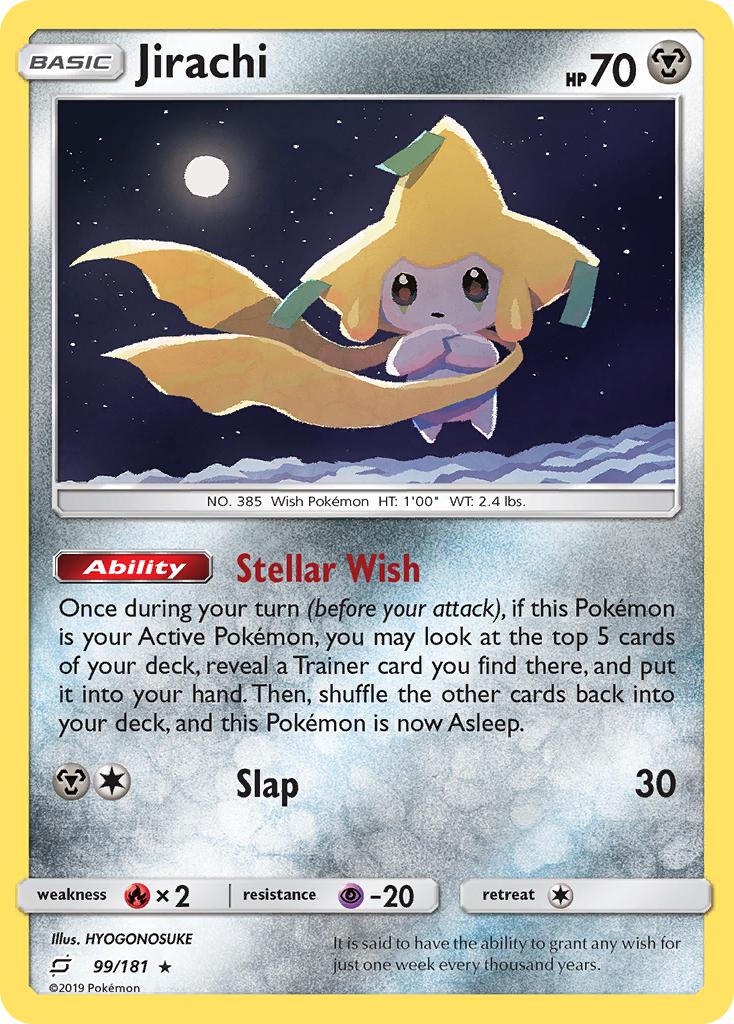 BASIC Jirachi HP 70
NO. 385 Wish Pokémon HT: 1'00" WT: 2.4 lbs.
Ability Stellar Wish
Once during your turn (before your attack), if this Pokémon
is your Active Pokémon, you may look at the top 5 cards
of your deck, reveal a Trainer card you find there, and put
it into your hand. Then, shuffle the other cards back into
your deck, and this Pokémon is now Asleep.
Slap 30
weakness × 2 resistance -20 retreat
Illus. HYOGONOSUKE
99/181 ★
©2019 Pokémon
It is said to have the ability to grant any wish for
just one week every thousand years.